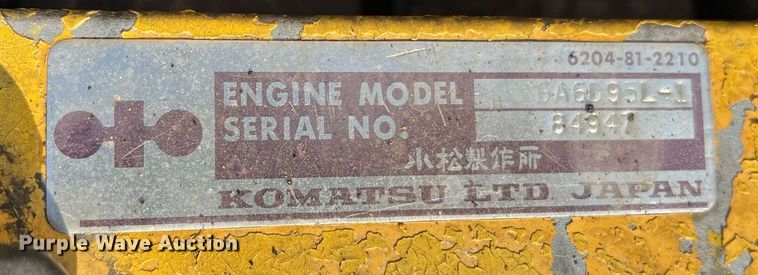 6204-81-2210
ENGINE MODEL SA6D95L-1
SERIAL NO. 84947
小松製作所
KOMATSU LTD JAPAN
Purple Wave Auction